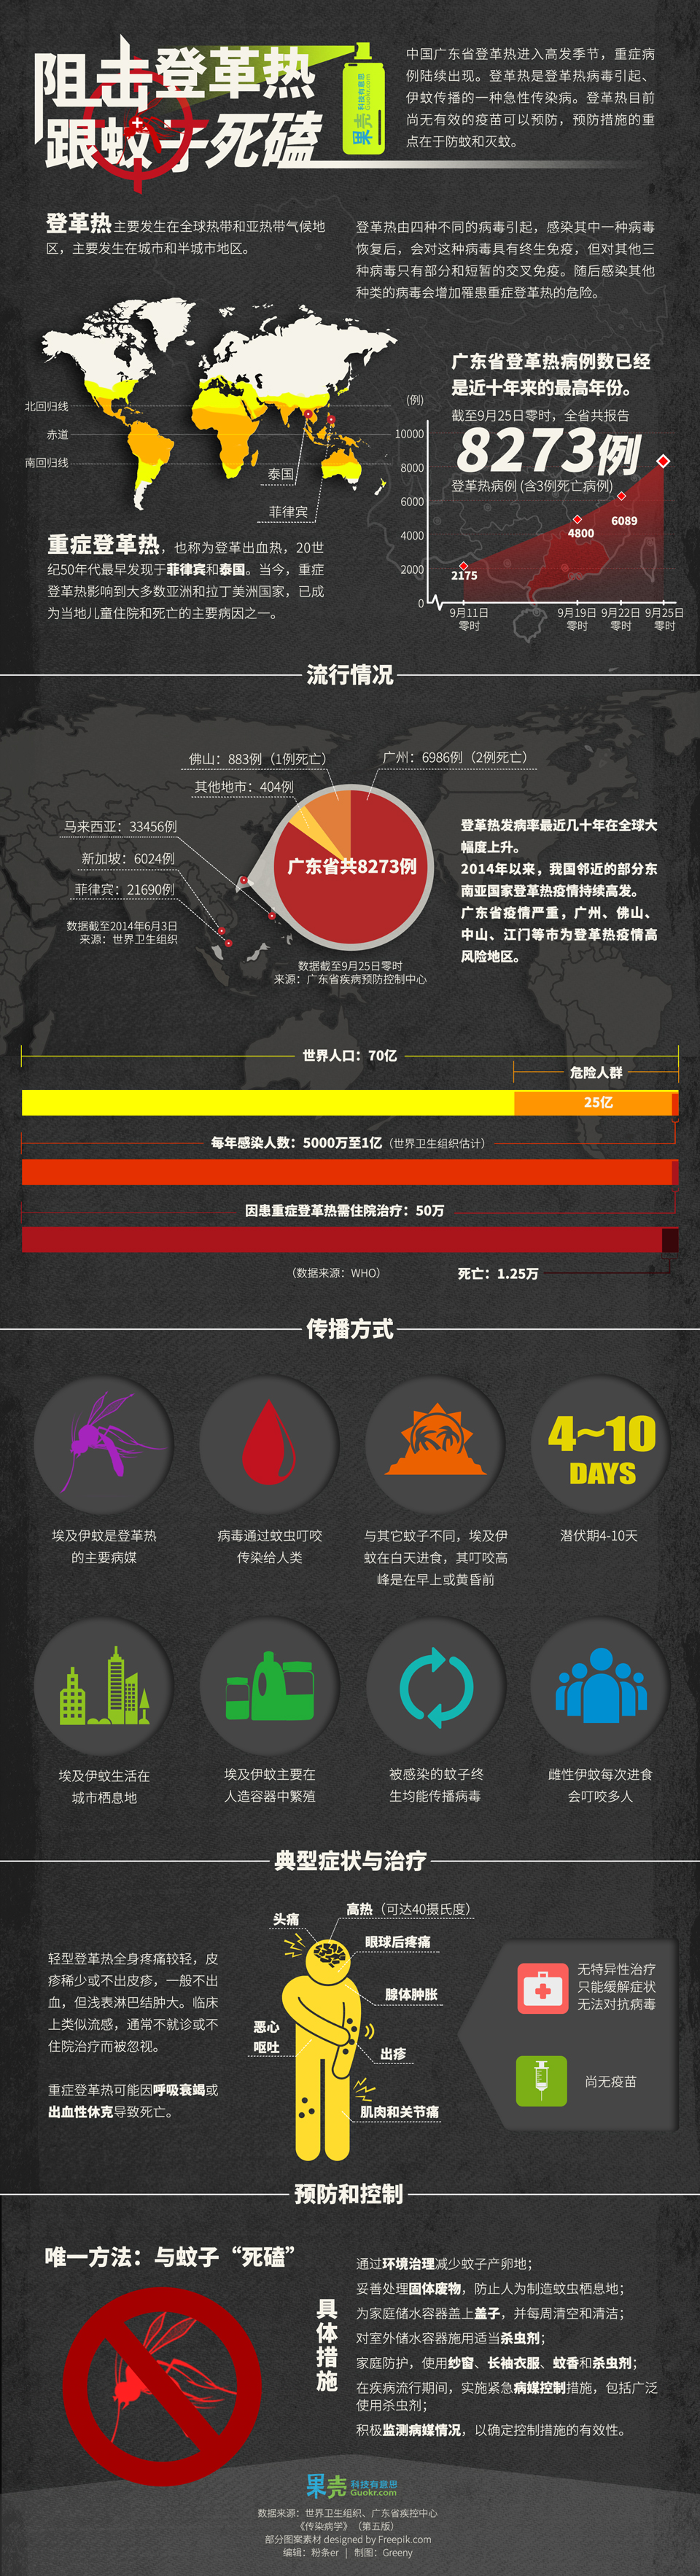 阻击登革热
跟蚊子死磕
果壳 科技有意思
Guokr.com
中国广东省登革热进入高发季节，重症病
例陆续出现。登革热是登革热病毒引起、
伊蚊传播的一种急性传染病。登革热目前
尚无有效的疫苗可以预防，预防措施的重
点在于防蚊和灭蚊。
登革热主要发生在全球热带和亚热带气候地
区，主要发生在城市和半城市地区。
登革热由四种不同的病毒引起，感染其中一种病毒
恢复后，会对这种病毒具有终生免疫，但对其他三
种病毒只有部分和短暂的交叉免疫。随后感染其他
种类的病毒会增加罹患重症登革热的危险。
北回归线
赤道
南回归线
泰国
菲律宾
重症登革热，也称为登革出血热，20世
纪50年代最早发现于菲律宾和泰国。当今，重症
登革热影响到大多数亚洲和拉丁美洲国家，已成
为当地儿童住院和死亡的主要病因之一。
广东省登革热病例数已经
是近十年来的最高年份。
截至9月25日零时，全省共报告
8273例
登革热病例 (含3例死亡病例)
(例)
10000
8000
6000
4000
2000
0
2175
4800
6089
9月11日 9月19日 9月22日 9月25日
零时 零时 零时 零时
流行情况
佛山：883例（1例死亡）
广州：6986例（2例死亡）
其他地市：404例
马来西亚：33456例
新加坡：6024例
菲律宾：21690例
数据截至2014年6月3日
来源：世界卫生组织
广东省共8273例
数据截至9月25日零时
来源：广东省疾病预防控制中心
登革热发病率最近几十年在全球大
幅度上升。
2014年以来，我国邻近的部分东
南亚国家登革热疫情持续高发。
广东省疫情严重，广州、佛山、
中山、江门等市为登革热疫情高
风险地区。
世界人口：70亿
危险人群
25亿
每年感染人数：5000万至1亿（世界卫生组织估计）
因患重症登革热需住院治疗：50万
（数据来源：WHO）
死亡：1.25万
传播方式
4~10
DAYS
埃及伊蚊是登革热
的主要病媒
病毒通过蚊虫叮咬
传染给人类
与其它蚊子不同，埃及伊
蚊在白天进食，其叮咬高
峰是在早上或黄昏前
潜伏期4-10天
埃及伊蚊生活在
城市栖息地
埃及伊蚊主要在
人造容器中繁殖
被感染的蚊子终
生均能传播病毒
雌性伊蚊每次进食
会叮咬多人
典型症状与治疗
轻型登革热全身疼痛较轻，皮
疹稀少或不出皮疹，一般不出
血，但浅表淋巴结肿大。临床
上类似流感，通常不就诊或不
住院治疗而被忽视。
重症登革热可能因呼吸衰竭或
出血性休克导致死亡。
头痛
高热（可达40摄氏度）
眼球后疼痛
腺体肿胀
恶心
呕吐
出疹
肌肉和关节痛
无特异性治疗
只能缓解症状
无法对抗病毒
尚无疫苗
预防和控制
唯一方法：与蚊子“死磕”
具体措施
通过环境治理减少蚊子产卵地；
妥善处理固体废物，防止人为制造蚊虫栖息地；
为家庭储水容器盖上盖子，并每周清空和清洁；
对室外储水容器施用适当杀虫剂；
家庭防护，使用纱窗、长袖衣服、蚊香和杀虫剂；
在疾病流行期间，实施紧急病媒控制措施，包括广泛
使用杀虫剂；
积极监测病媒情况，以确定控制措施的有效性。
果壳 科技有意思
Guokr.com
数据来源：世界卫生组织、广东省疾控中心
《传染病学》（第五版）
部分图案素材 designed by Freepik.com
编辑：粉条er | 制图：Greeny